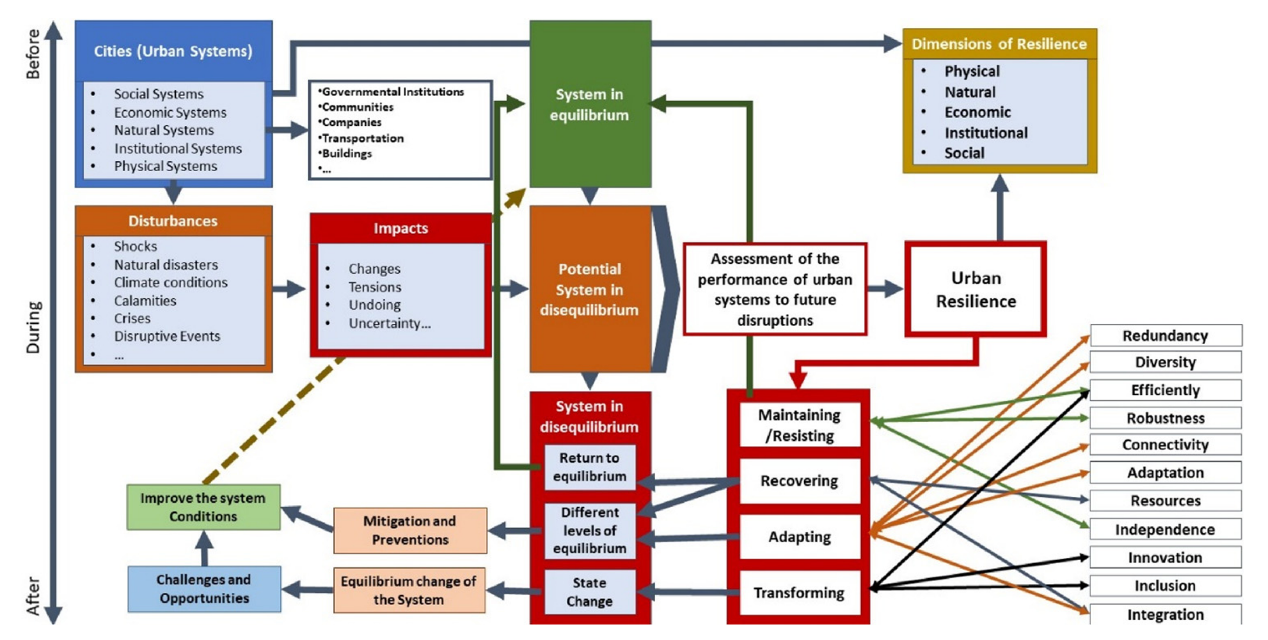 Before
During
After
Cities (Urban Systems)
• Social Systems
• Economic Systems
• Natural Systems
• Institutional Systems
• Physical Systems
•Governmental Institutions
•Communities
•Companies
•Transportation
•Buildings
•...
System in
equilibrium
Dimensions of Resilience
• Physical
• Natural
• Economic
• Institutional
• Social
Disturbances
• Shocks
• Natural disasters
• Climate conditions
• Calamities
• Crises
• Disruptive Events
• ...
Impacts
• Changes
• Tensions
• Undoing
• Uncertainty...
Potential
System in
disequilibrium
Assessment of the
performance of urban
systems to future
disruptions
Urban
Resilience
System in
disequilibrium
Return to
equilibrium
Different
levels of
equilibrium
State
Change
Maintaining
/Resisting
Recovering
Adapting
Transforming
Redundancy
Diversity
Efficiently
Robustness
Connectivity
Adaptation
Resources
Independence
Innovation
Inclusion
Integration
Improve the system
Conditions
Mitigation and
Preventions
Challenges and
Opportunities
Equilibrium change of
the System